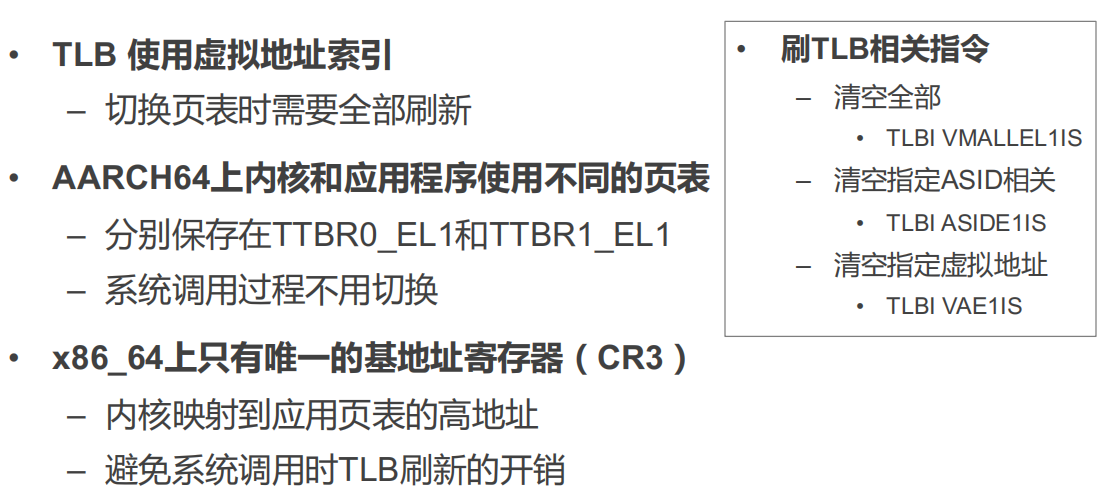 • TLB 使用虚拟地址索引
– 切换页表时需要全部刷新
• AARCH64上内核和应用程序使用不同的页表
– 分别保存在TTBR0_EL1和TTBR1_EL1
– 系统调用过程不用切换
• x86_64上只有唯一的基地址寄存器（CR3）
– 内核映射到应用页表的高地址
– 避免系统调用时TLB刷新的开销
• 刷TLB相关指令
– 清空全部
• TLBI VMALLEL1IS
– 清空指定ASID相关
• TLBI ASIDE1IS
– 清空指定虚拟地址
• TLBI VAE1IS